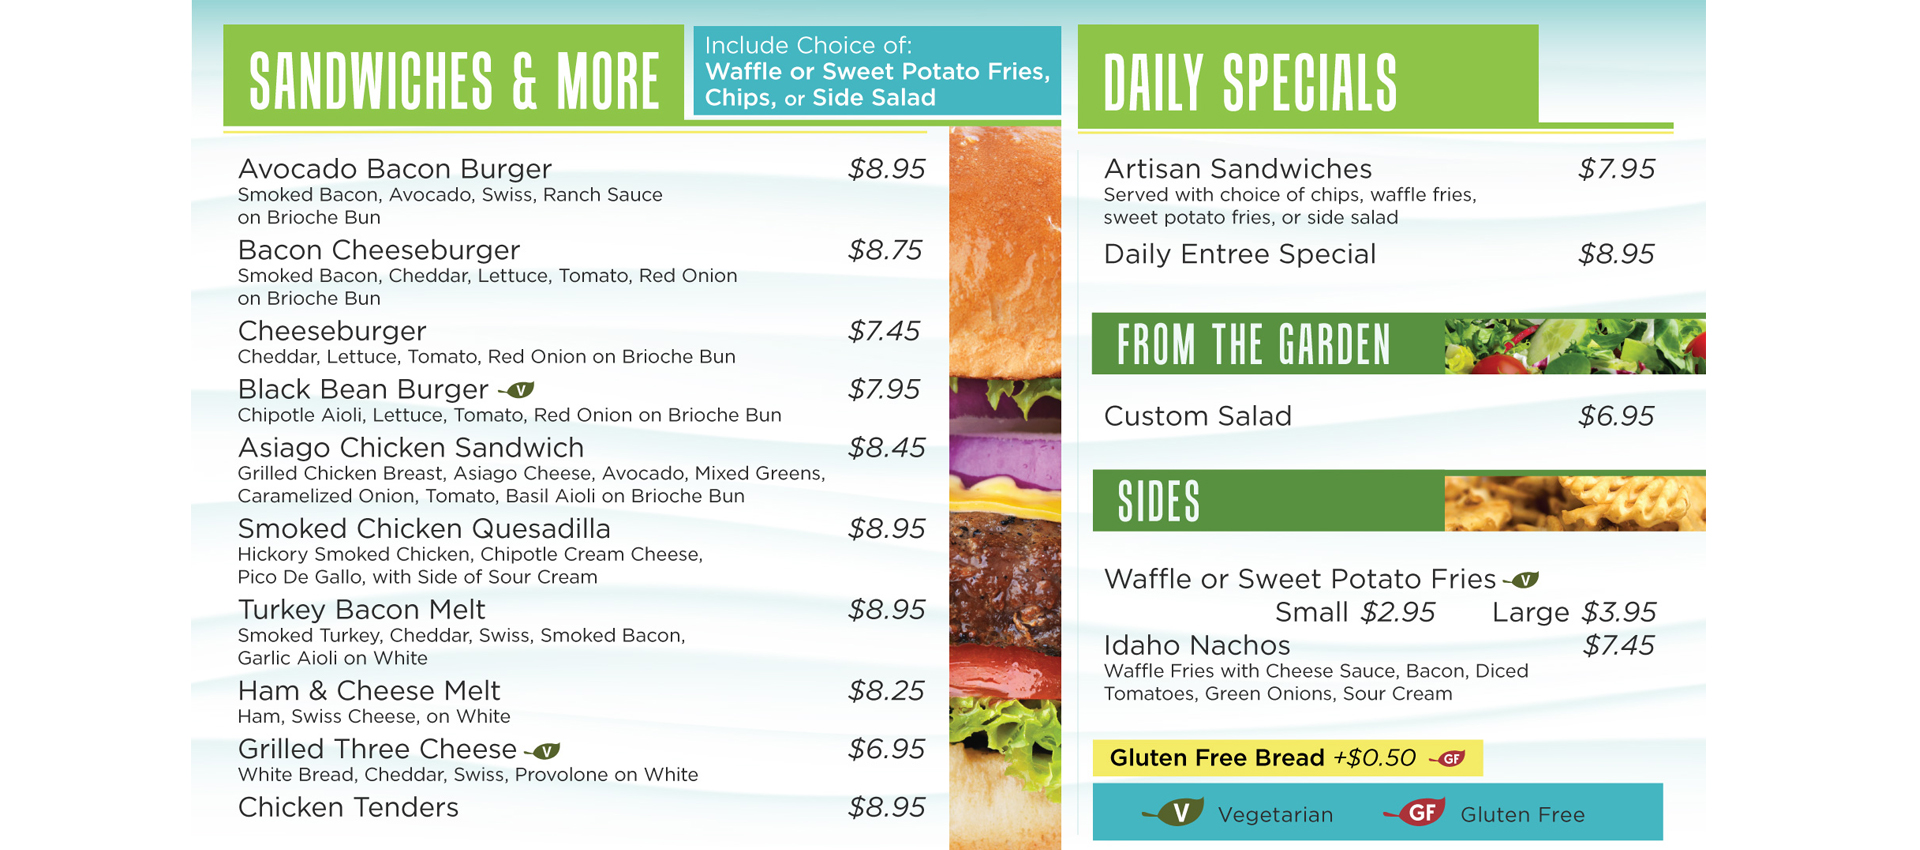 SANDWICHES & MORE
Include Choice of:
Waffle or Sweet Potato Fries,
Chips, or Side Salad
Avocado Bacon Burger $8.95
Smoked Bacon, Avocado, Swiss, Ranch Sauce
on Brioche Bun
Bacon Cheeseburger $8.75
Smoked Bacon, Cheddar, Lettuce, Tomato, Red Onion
on Brioche Bun
Cheeseburger $7.45
Cheddar, Lettuce, Tomato, Red Onion on Brioche Bun
Black Bean Burger V $7.95
Chipotle Aioli, Lettuce, Tomato, Red Onion on Brioche Bun
Asiago Chicken Sandwich $8.45
Grilled Chicken Breast, Asiago Cheese, Avocado, Mixed Greens,
Caramelized Onion, Tomato, Basil Aioli on Brioche Bun
Smoked Chicken Quesadilla $8.95
Hickory Smoked Chicken, Chipotle Cream Cheese,
Pico De Gallo, with Side of Sour Cream
Turkey Bacon Melt $8.95
Smoked Turkey, Cheddar, Swiss, Smoked Bacon,
Garlic Aioli on White
Ham & Cheese Melt $8.25
Ham, Swiss Cheese, on White
Grilled Three Cheese V $6.95
White Bread, Cheddar, Swiss, Provolone on White
Chicken Tenders $8.95
DAILY SPECIALS
Artisan Sandwiches $7.95
Served with choice of chips, waffle fries,
sweet potato fries, or side salad
Daily Entree Special $8.95
FROM THE GARDEN
Custom Salad $6.95
SIDES
Waffle or Sweet Potato Fries V
Small $2.95 Large $3.95
Idaho Nachos $7.45
Waffle Fries with Cheese Sauce, Bacon, Diced
Tomatoes, Green Onions, Sour Cream
Gluten Free Bread +$0.50 GF
V Vegetarian GF Gluten Free